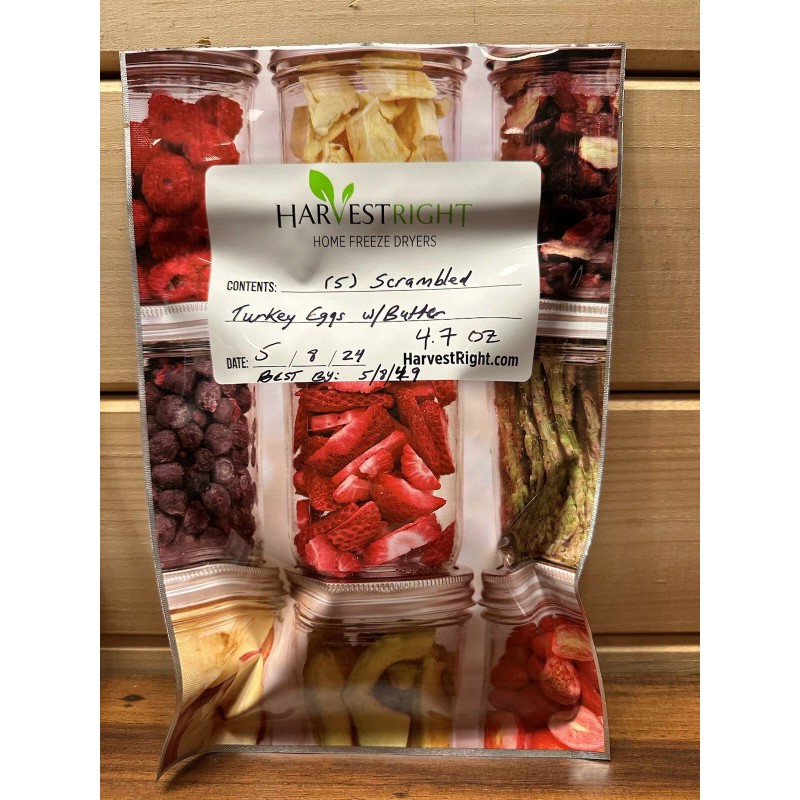 HARVESTRIGHT
HOME FREEZE DRYERS
CONTENTS: (5) Scrambled
Turkey Eggs w/Butter
4.7 oz
DATE: 5 / 8 / 24 HarvestRight.com
BEST BY: 5/8/49